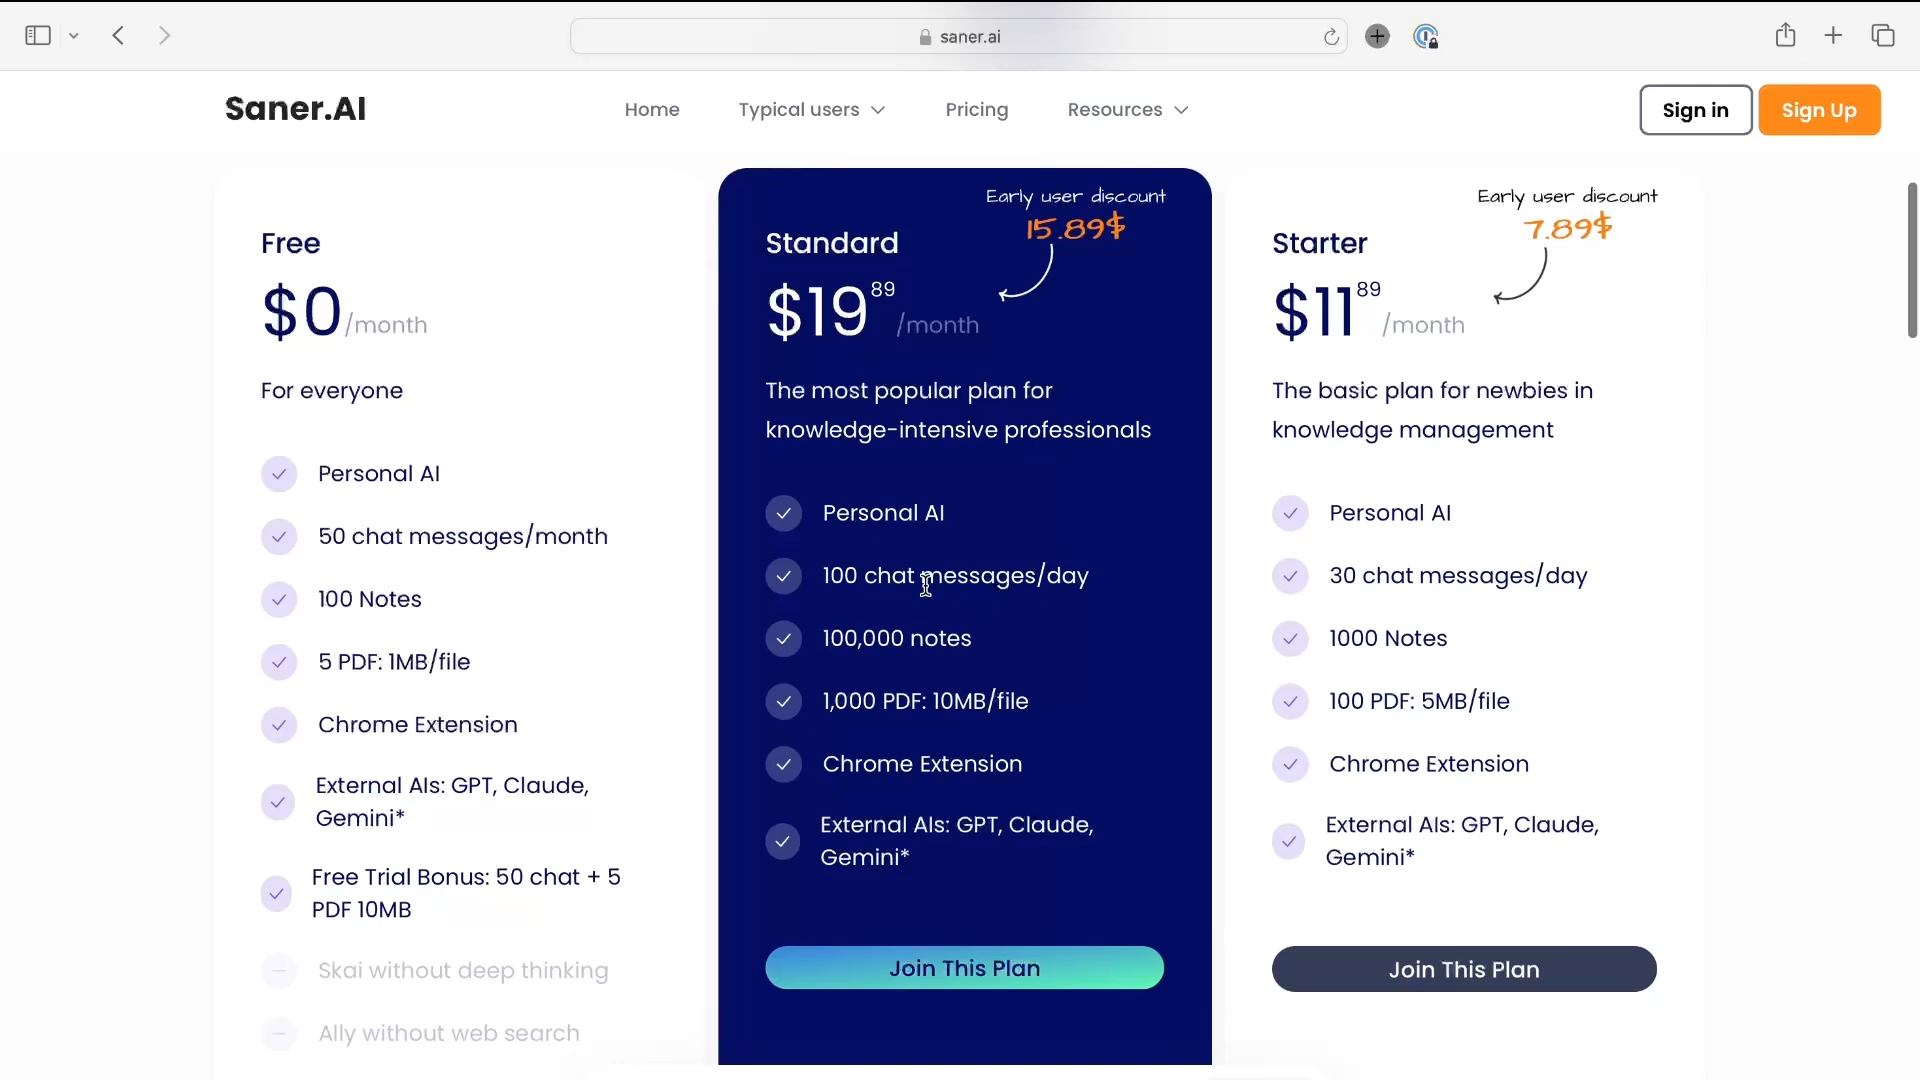 saner.ai
Saner.AI
Home
Typical users
Pricing
Resources
Sign in
Sign Up
Free
$0/month
For everyone
Personal AI
50 chat messages/month
100 Notes
5 PDF: 1MB/file
Chrome Extension
External AIs: GPT, Claude,
Gemini*
Free Trial Bonus: 50 chat + 5
PDF 10MB
Skai without deep thinking
Ally without web search
Early user discount
15.89$
Standard
$19 89 /month
The most popular plan for
knowledge-intensive professionals
Personal AI
100 chat messages/day
100,000 notes
1,000 PDF: 10MB/file
Chrome Extension
External AIs: GPT, Claude,
Gemini*
Join This Plan
Early user discount
7.89$
Starter
$11 89 /month
The basic plan for newbies in
knowledge management
Personal AI
30 chat messages/day
1000 Notes
100 PDF: 5MB/file
Chrome Extension
External AIs: GPT, Claude,
Gemini*
Join This Plan